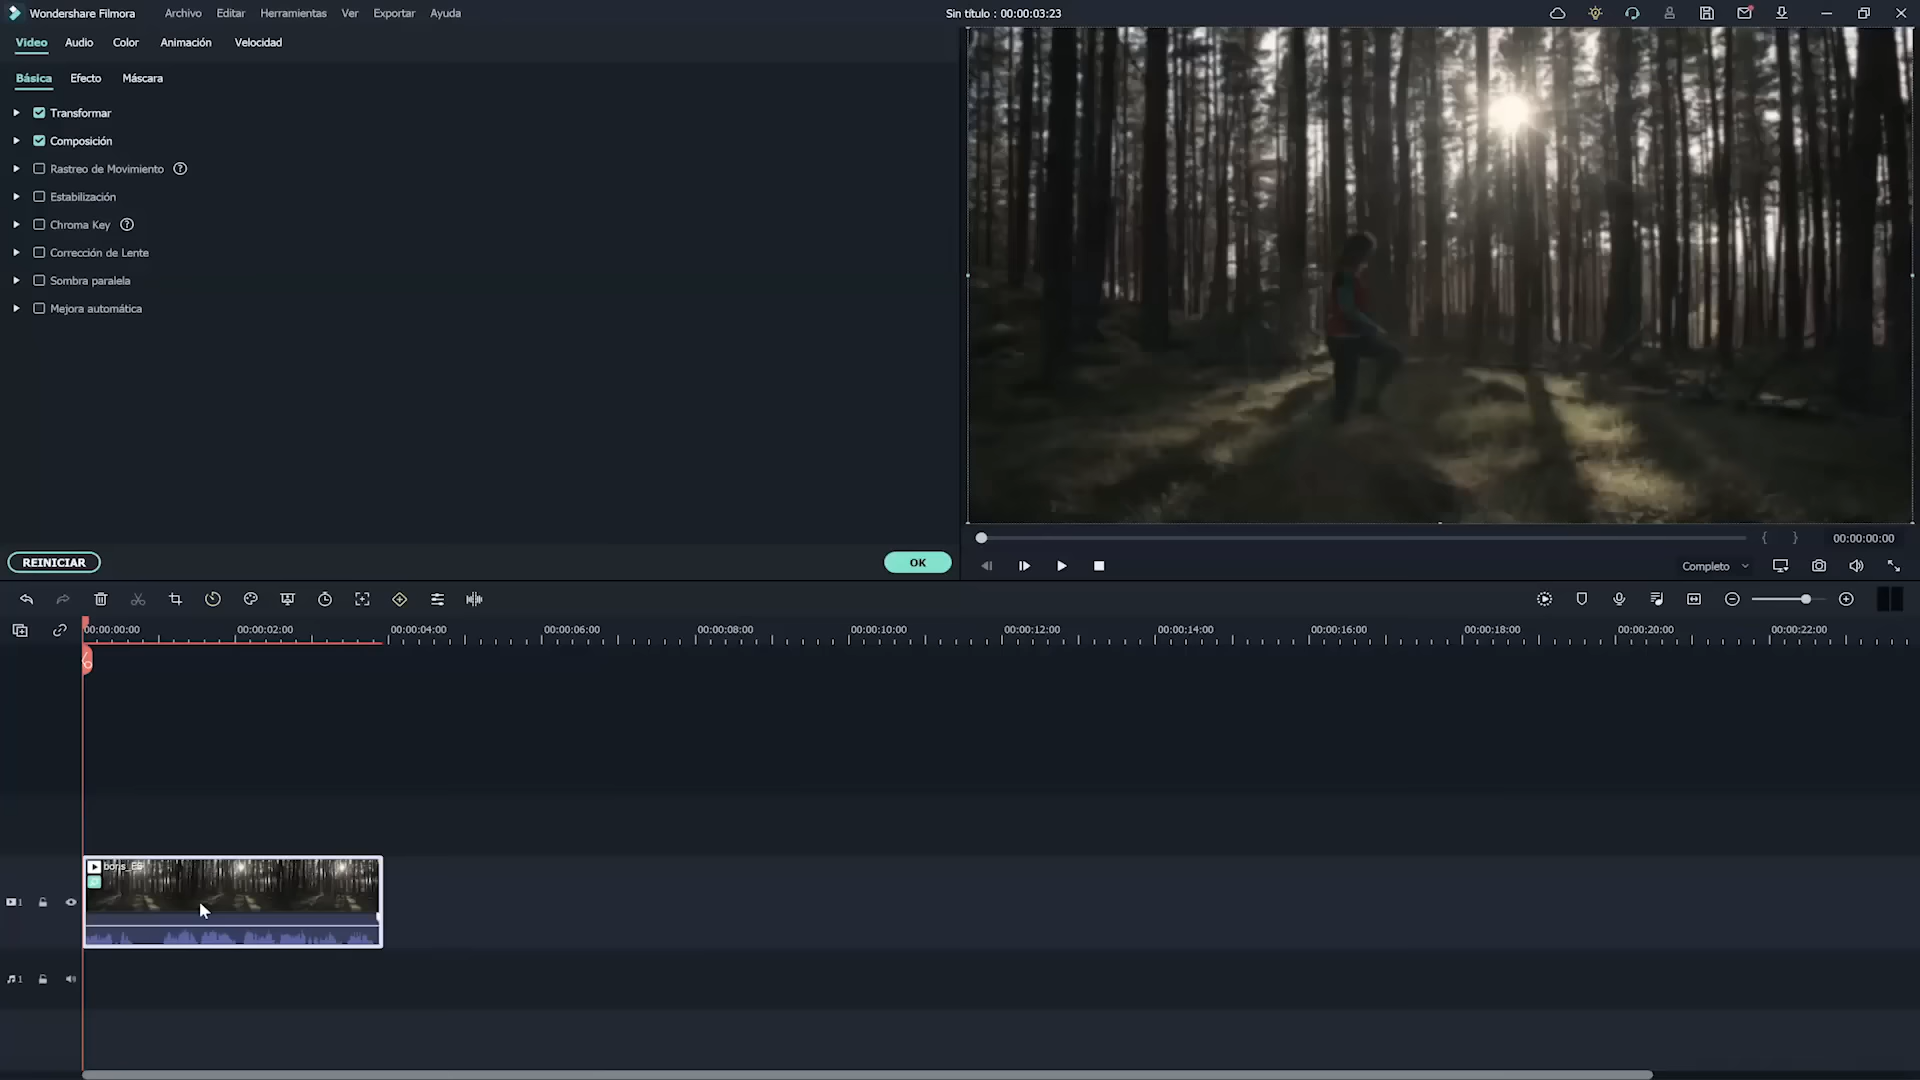 Wondershare Filmora Archivo Editar Herramientas Ver Exportar Ayuda Sin título : 00:00:03:23
Video Audio Color Animación Velocidad
Básica Efecto Máscara
Transformar
Composición
Rastreo de Movimiento ?
Estabilización
Chroma Key ?
Corrección de Lente
Sombra paralela
Mejora automática
{ } 00:00:00:00
REINICIAR OK
Completo
00:00:00:00 00:00:02:00 00:00:04:00 00:00:06:00 00:00:08:00 00:00:10:00 00:00:12:00 00:00:14:00 00:00:16:00 00:00:18:00 00:00:20:00 00:00:22:00
1
1